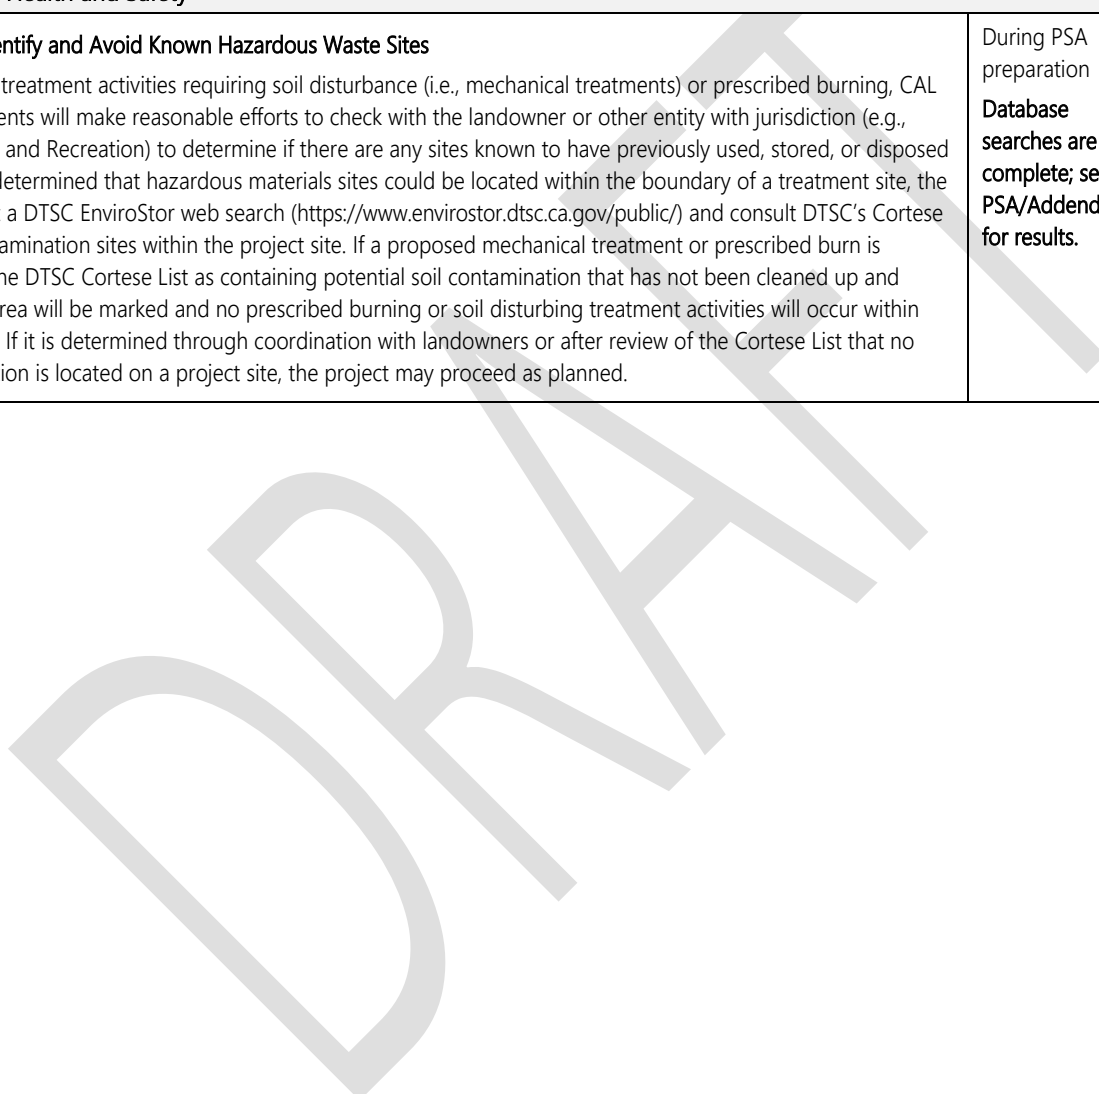 entify and Avoid Known Hazardous Waste Sites
treatment activities requiring soil disturbance (i.e., mechanical treatments) or prescribed burning, CAL
ents will make reasonable efforts to check with the landowner or other entity with jurisdiction (e.g.,
and Recreation) to determine if there are any sites known to have previously used, stored, or disposed
determined that hazardous materials sites could be located within the boundary of a treatment site, the
a DTSC EnviroStor web search (https://www.envirostor.dtsc.ca.gov/public/) and consult DTSC's Cortese
amination sites within the project site. If a proposed mechanical treatment or prescribed burn is
he DTSC Cortese List as containing potential soil contamination that has not been cleaned up and
rea will be marked and no prescribed burning or soil disturbing treatment activities will occur within
If it is determined through coordination with landowners or after review of the Cortese List that no
ion is located on a project site, the project may proceed as planned.
During PSA
preparation
Database
searches are
complete; se
PSA/Addend
for results.
DRAFT